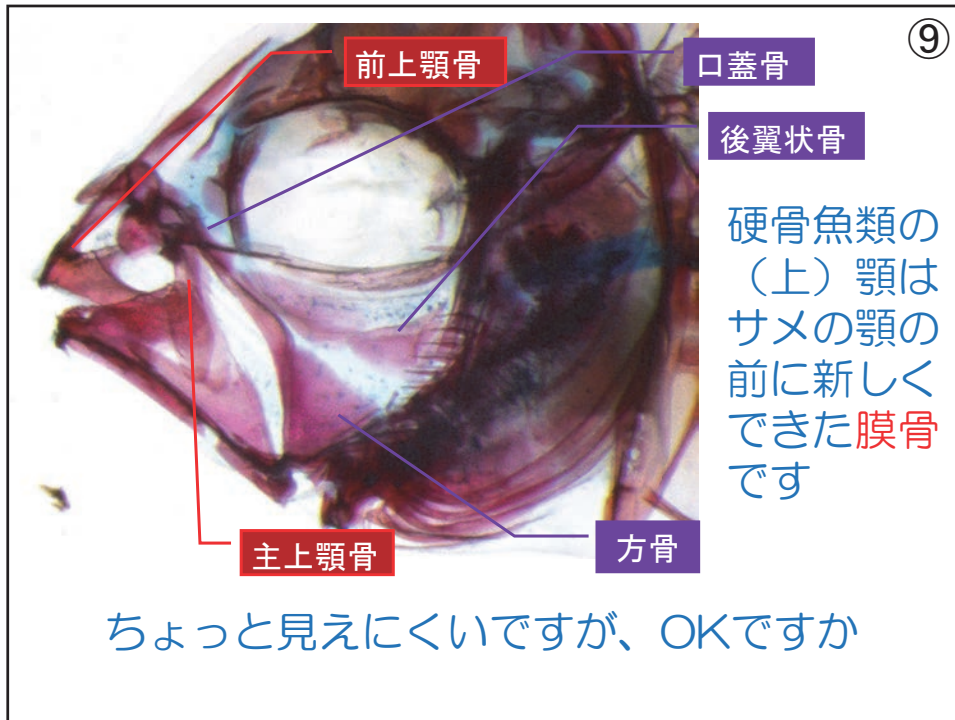 ⑨
前上顎骨
口蓋骨
後翼状骨
硬骨魚類の
（上）顎は
サメの顎の
前に新しく
できた膜骨
です
主上顎骨
方骨
ちょっと見えにくいですが、OKですか